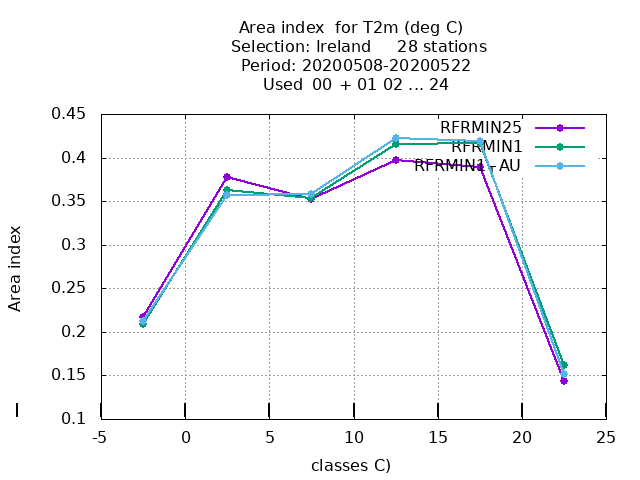 Area index  for T2m (deg C)
Selection: Ireland     28 stations
Period: 20200508-20200522
Used  00 + 01 02 ... 24
RFRMIN25
RFRMIN1
RFRMIN1+AU
0.45
0.4
0.35
0.3
0.25
0.2
0.15
0.1
Area index
-5
0
5
10
15
20
25
classes C)